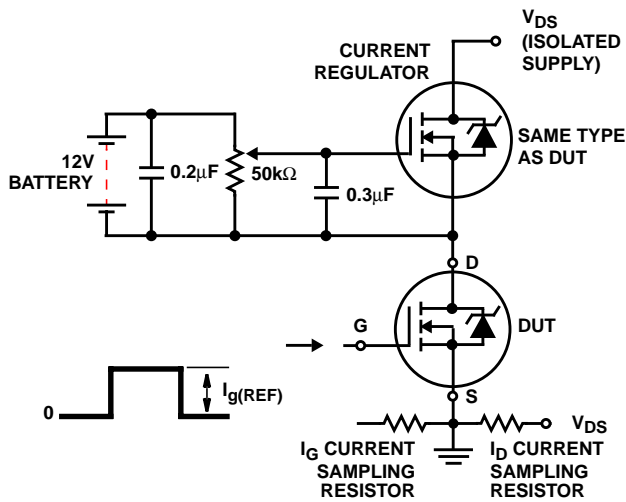 V_DS
(ISOLATED
SUPPLY)
CURRENT
REGULATOR
SAME TYPE
AS DUT
12V
BATTERY
0.2µF
50kΩ
0.3µF
D
G
DUT
0
I_g(REF)
S
V_DS
I_G CURRENT
SAMPLING
RESISTOR
I_D CURRENT
SAMPLING
RESISTOR